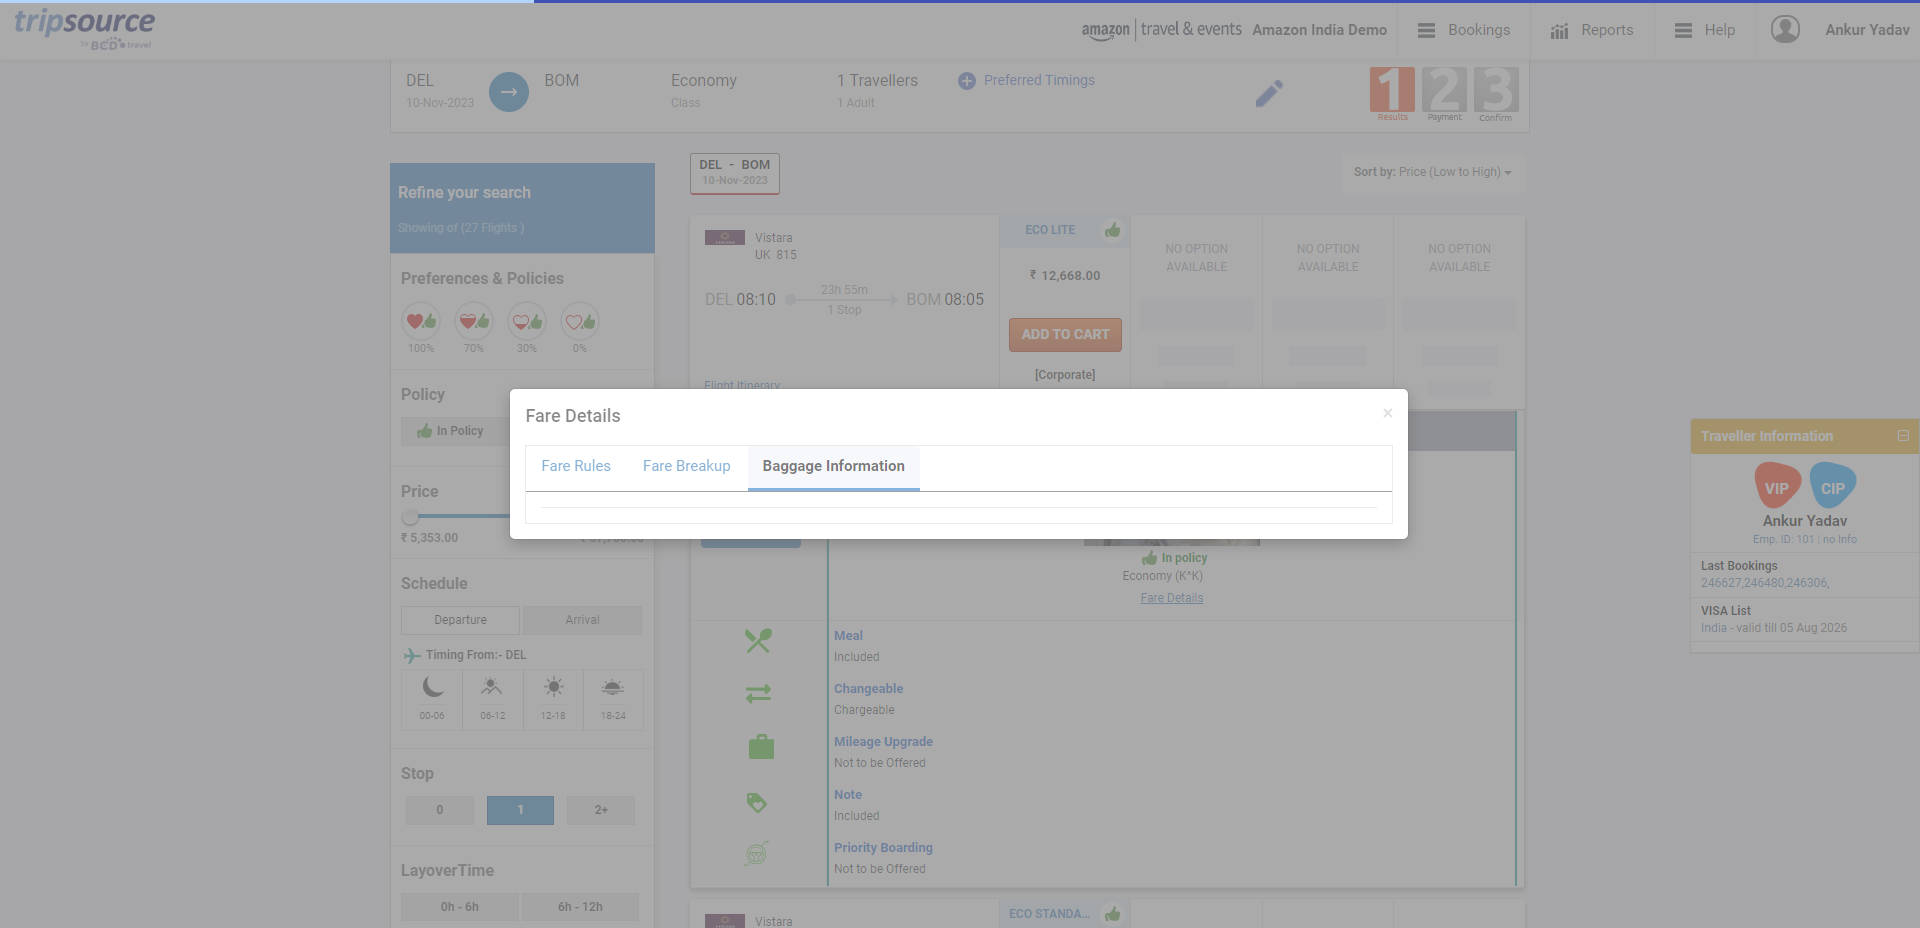 tripsource
by BCD travel
amazon | travel & events Amazon India Demo
Bookings
Reports
Help
Ankur Yadav
DEL
10-Nov-2023
BOM
Economy
Class
1 Travellers
1 Adult
Preferred Timings
1 2 3
Results Payment Confirm
Refine your search
Showing of (27 Flights )
DEL - BOM
10-Nov-2023
Sort by: Price (Low to High)
Preferences & Policies
100% 70% 30% 0%
Policy
In Policy
Price
₹ 5,353.00
Schedule
Departure Arrival
Timing From:- DEL
00-06 06-12 12-18 18-24
Stop
0 1 2+
LayoverTime
0h - 6h 6h - 12h
Vistara
UK 815
DEL 08:10
23h 55m
1 Stop
BOM 08:05
Flight Itinerary
ECO LITE
₹ 12,668.00
ADD TO CART
[Corporate]
NO OPTION
AVAILABLE
NO OPTION
AVAILABLE
NO OPTION
AVAILABLE
Fare Details
×
Fare Rules Fare Breakup Baggage Information
In policy
Economy (K^K)
Fare Details
Meal
Included
Changeable
Chargeable
Mileage Upgrade
Not to be Offered
Note
Included
Priority Boarding
Not to be Offered
Vistara
ECO STANDA...
Traveller Information
VIP CIP
Ankur Yadav
Emp. ID: 101 | no Info
Last Bookings
246627,246480,246306,
VISA List
India - valid till 05 Aug 2026